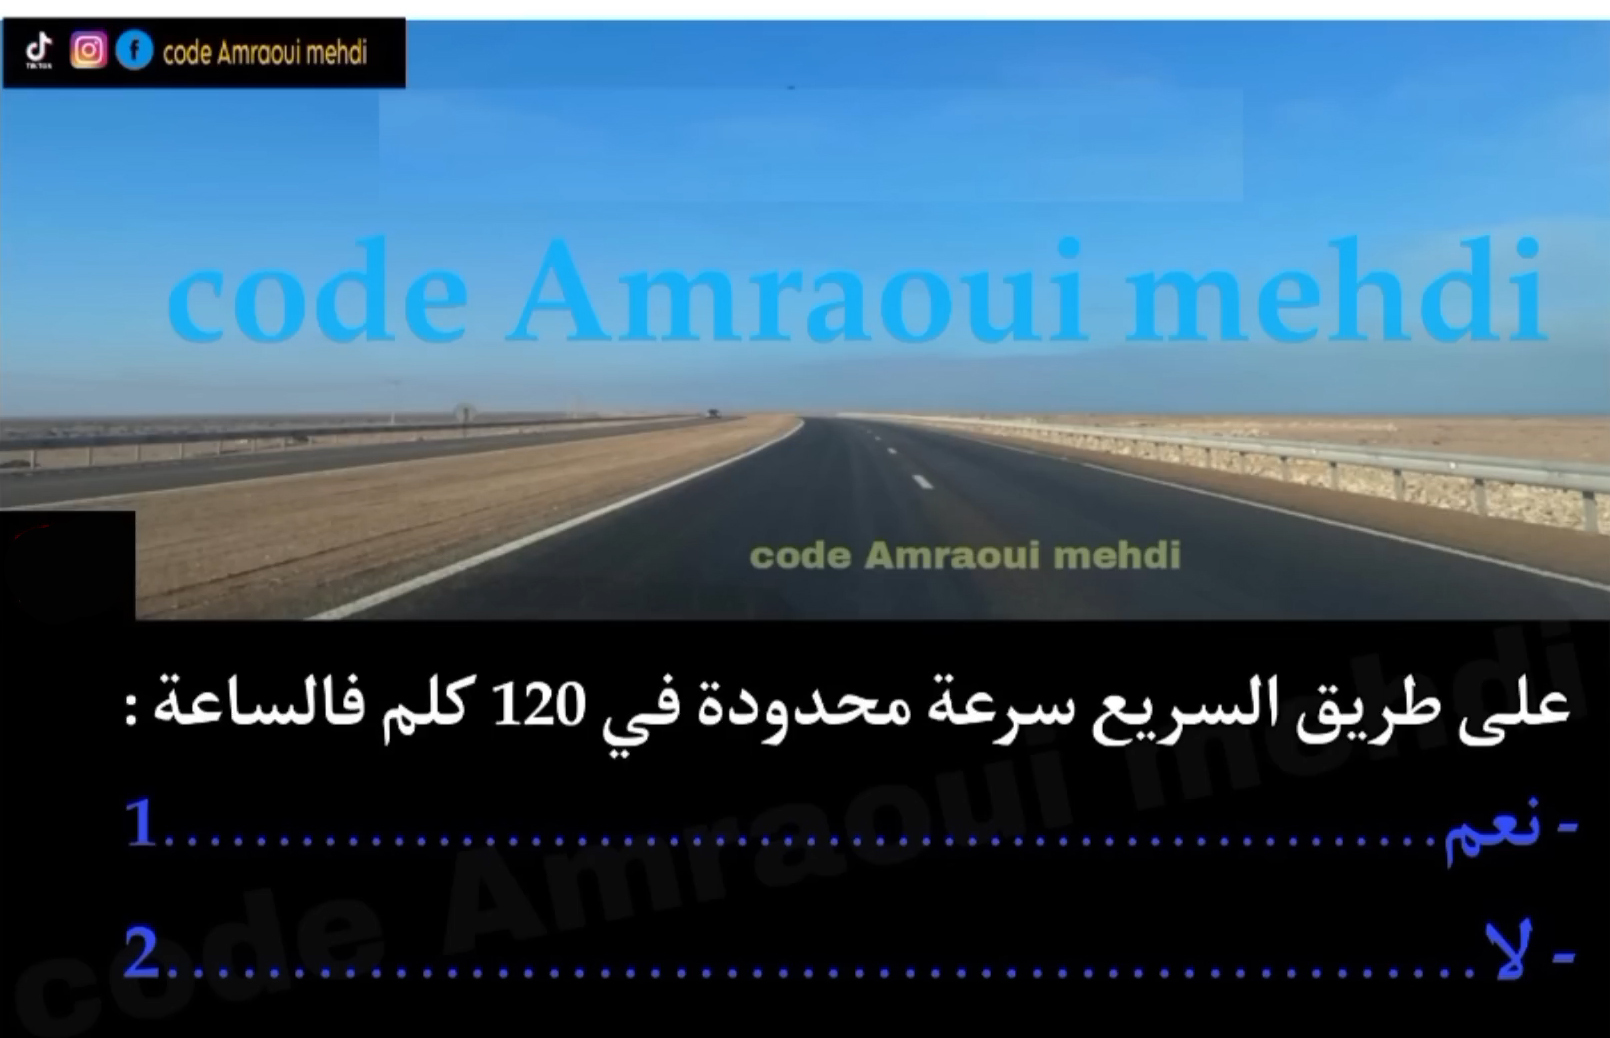 code Amraoui mehdi
code Amraoui mehdi
code Amraoui mehdi
على طريق السريع سرعة محدودة في 120 كلم فالساعة :
- نعم.......................................................1
- لا.........................................................2
code Amraoui mehdi